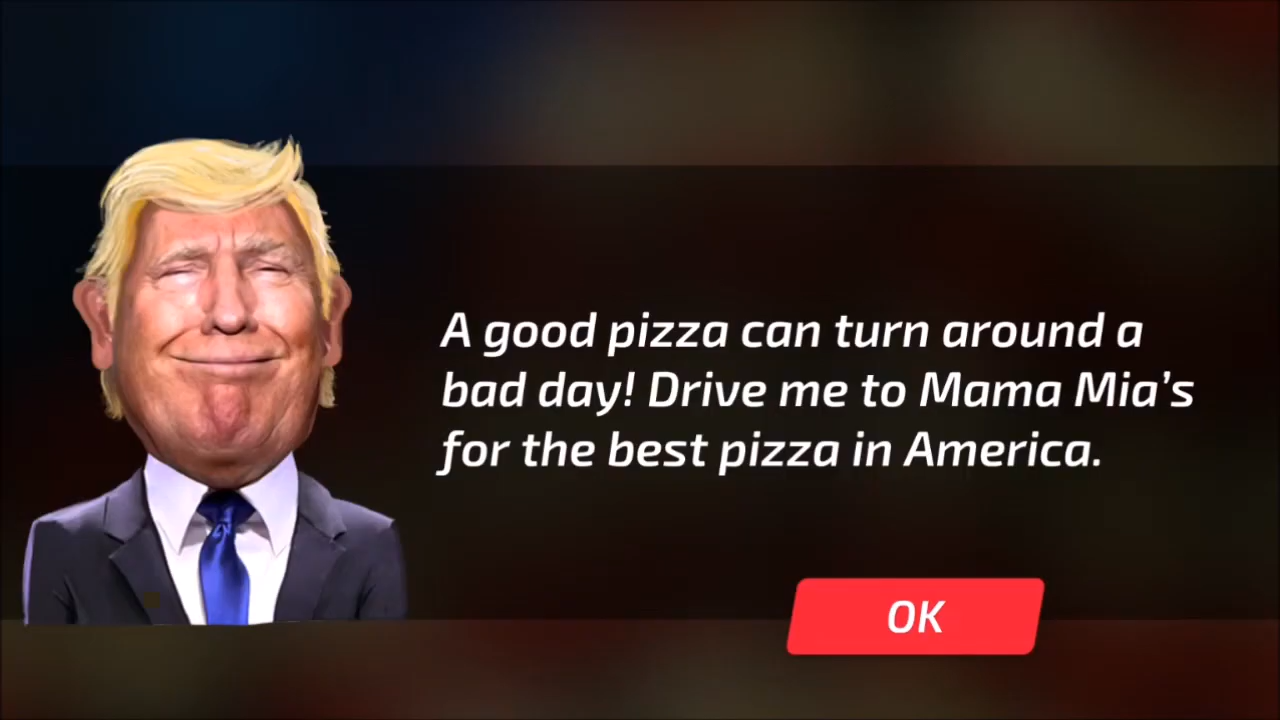 A good pizza can turn around a
bad day! Drive me to Mama Mia’s
for the best pizza in America.
OK